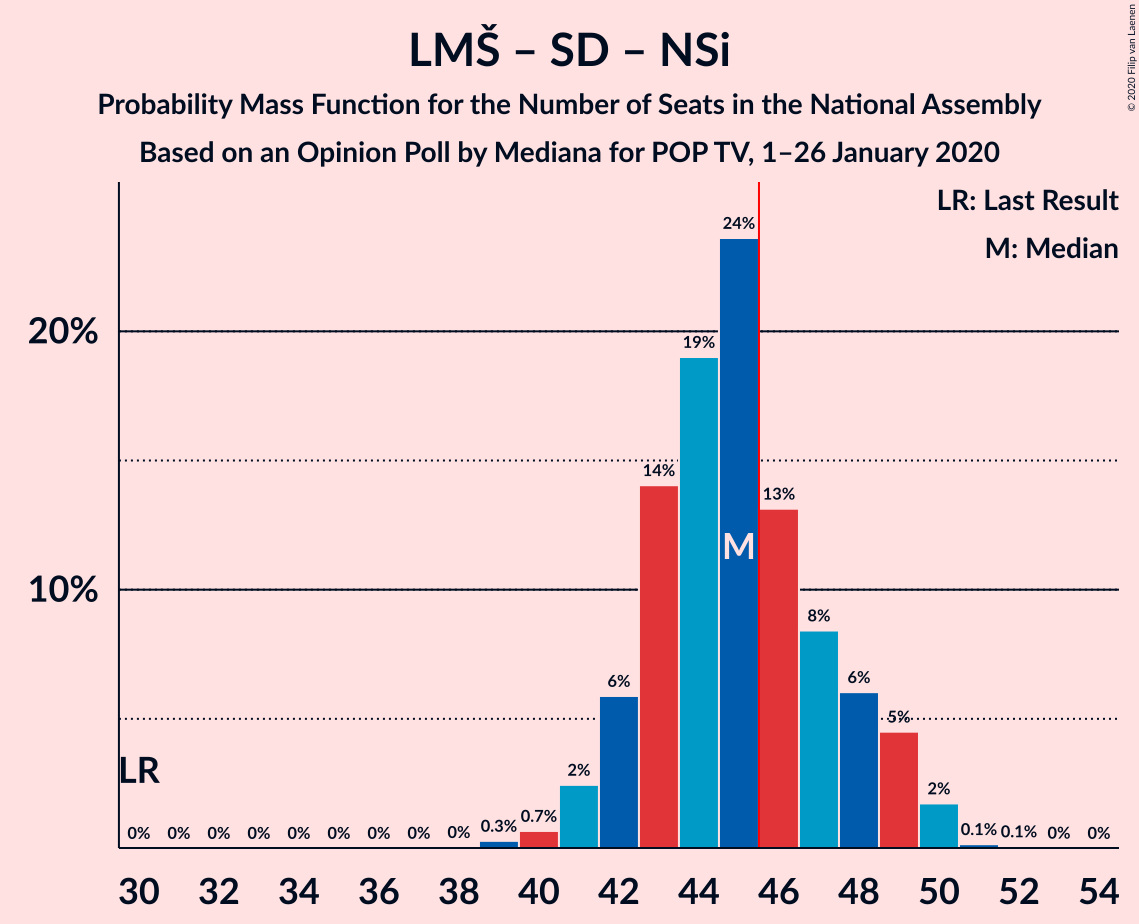 LMŠ – SD – NSi
Probability Mass Function for the Number of Seats in the National Assembly
Based on an Opinion Poll by Mediana for POP TV, 1–26 January 2020
© 2020 Filip van Laenen
LR: Last Result
M: Median
24%
20%
19%
14%
13%
M
10%
8%
6%
6%
5%
LR
2%
2%
0% 0% 0% 0% 0% 0% 0% 0% 0% 0.3% 0.7% 0.1% 0.1% 0% 0%
30 32 34 36 38 40 42 44 46 48 50 52 54